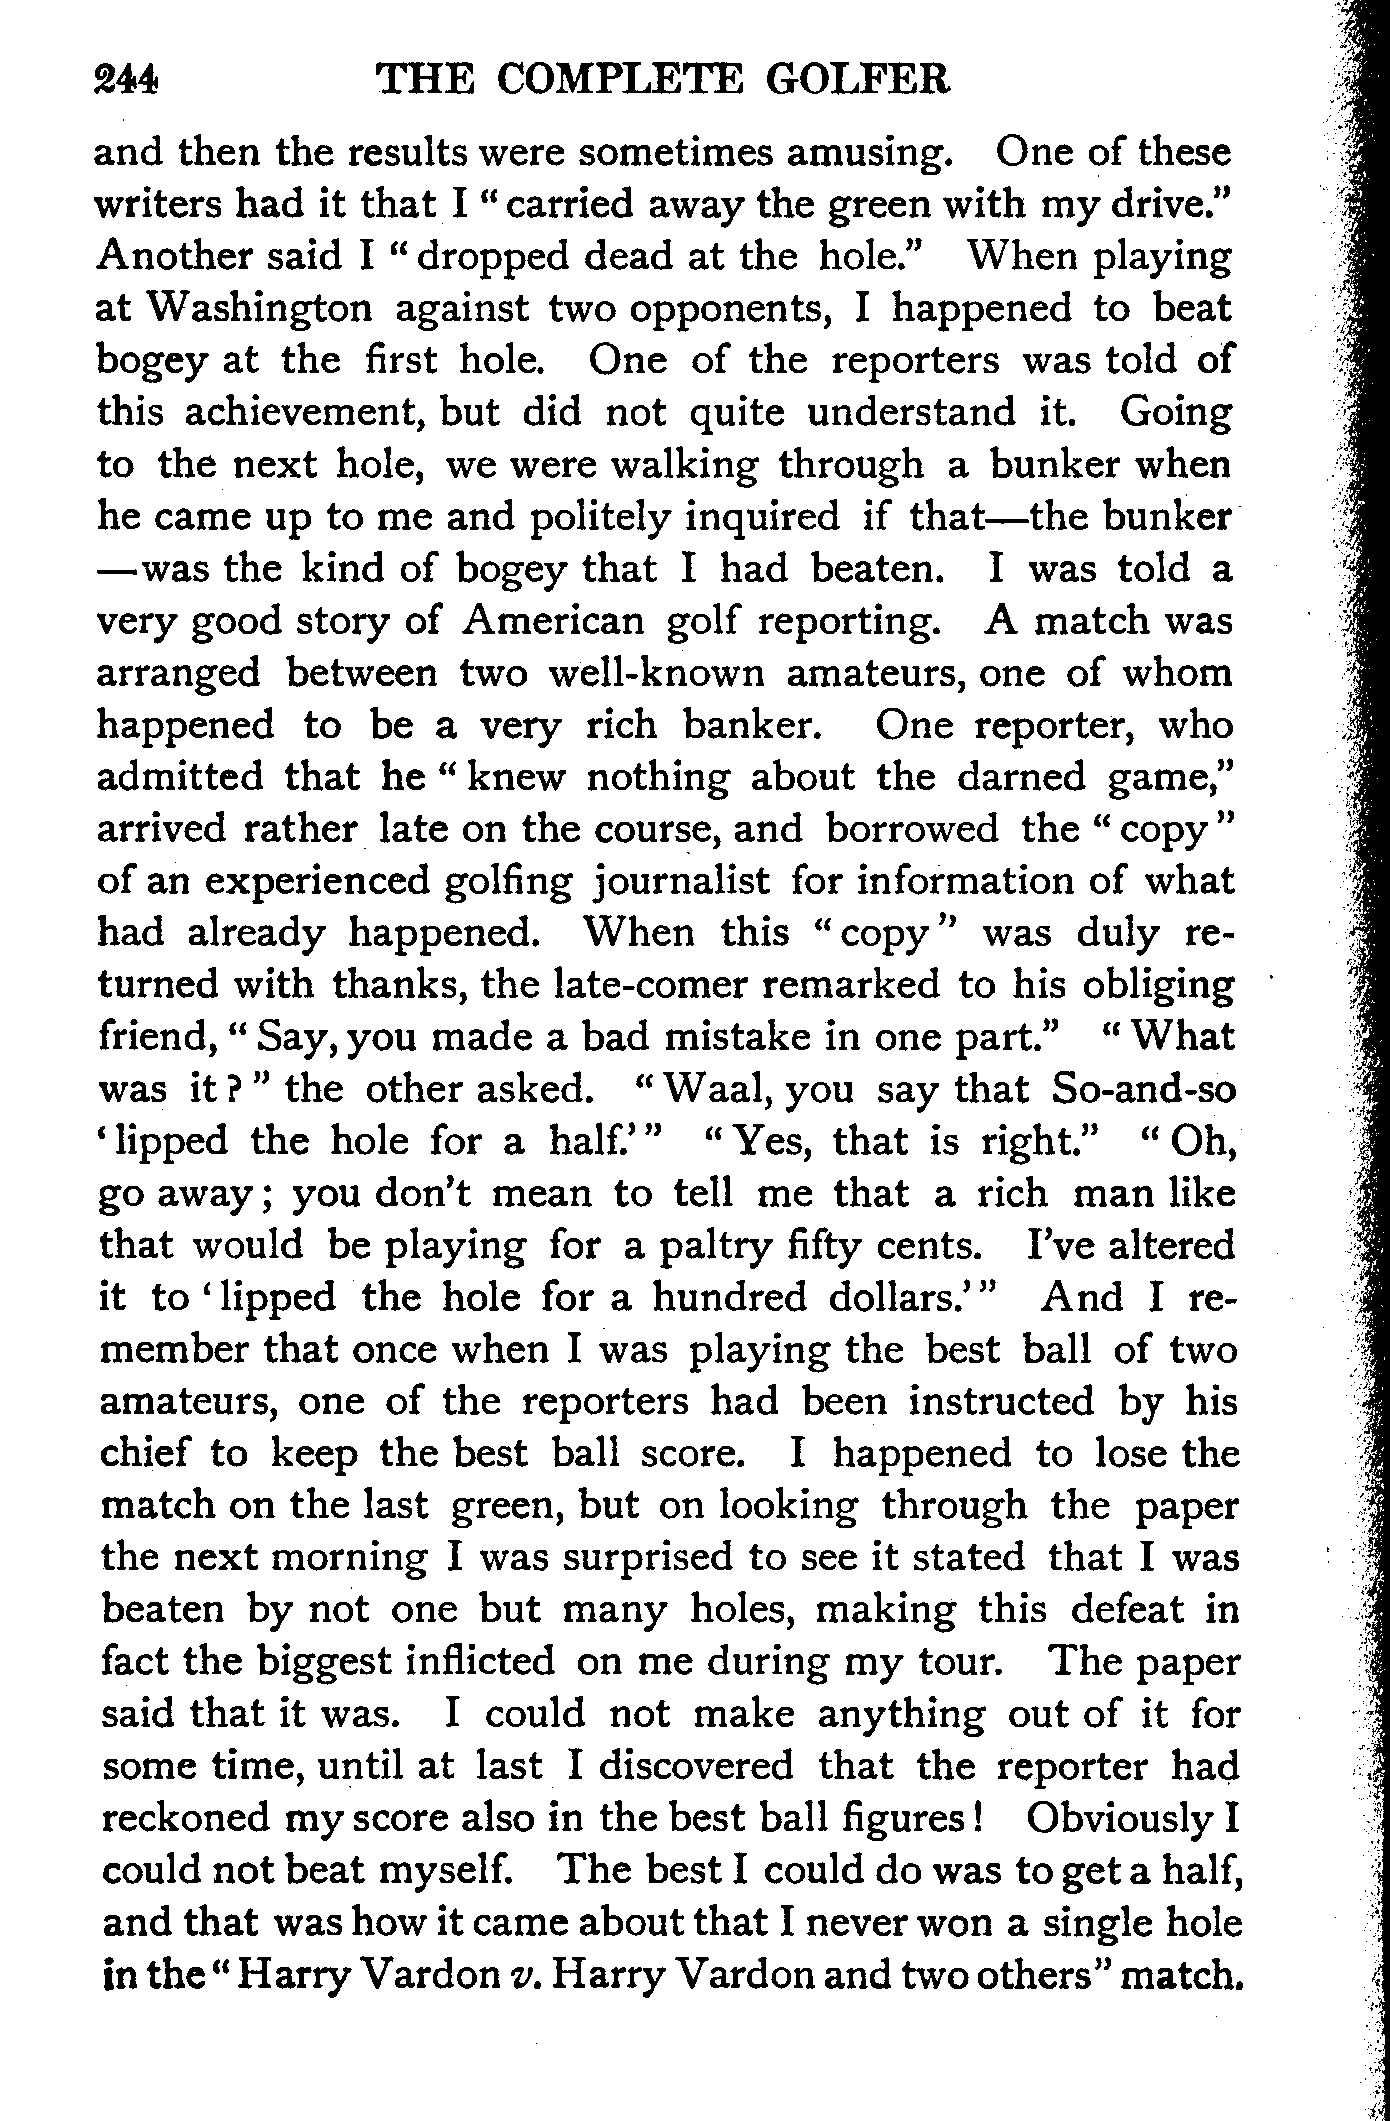 244 THE COMPLETE GOLFER
and then the results were sometimes amusing. One of these
writers had it that I “carried away the green with my drive.”
Another said I “dropped dead at the hole.” When playing
at Washington against two opponents, I happened to beat
bogey at the first hole. One of the reporters was told of
this achievement, but did not quite understand it. Going
to the next hole, we were walking through a bunker when
he came up to me and politely inquired if that—the bunker
—was the kind of bogey that I had beaten. I was told a
very good story of American golf reporting. A match was
arranged between two well-known amateurs, one of whom
happened to be a very rich banker. One reporter, who
admitted that he “knew nothing about the darned game,”
arrived rather late on the course, and borrowed the “copy”
of an experienced golfing journalist for information of what
had already happened. When this “copy” was duly re-
turned with thanks, the late-comer remarked to his obliging
friend, “Say, you made a bad mistake in one part.” “What
was it?” the other asked. “Waal, you say that So-and-so
‘lipped the hole for a half.’” “Yes, that is right.” “Oh,
go away; you don’t mean to tell me that a rich man like
that would be playing for a paltry fifty cents. I’ve altered
it to ‘lipped the hole for a hundred dollars.’” And I re-
member that once when I was playing the best ball of two
amateurs, one of the reporters had been instructed by his
chief to keep the best ball score. I happened to lose the
match on the last green, but on looking through the paper
the next morning I was surprised to see it stated that I was
beaten by not one but many holes, making this defeat in
fact the biggest inflicted on me during my tour. The paper
said that it was. I could not make anything out of it for
some time, until at last I discovered that the reporter had
reckoned my score also in the best ball figures! Obviously I
could not beat myself. The best I could do was to get a half,
and that was how it came about that I never won a single hole
in the “Harry Vardon v. Harry Vardon and two others” match.